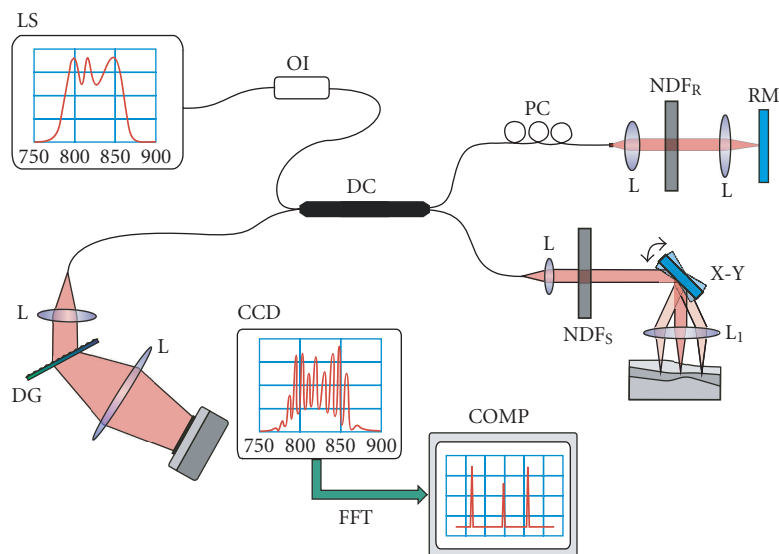 LS
750 800 850 900
OI
PC
NDF_R
RM
L
L
DC
L
X-Y
NDF_S
L_1
L
L
DG
CCD
750 800 850 900
FFT
COMP